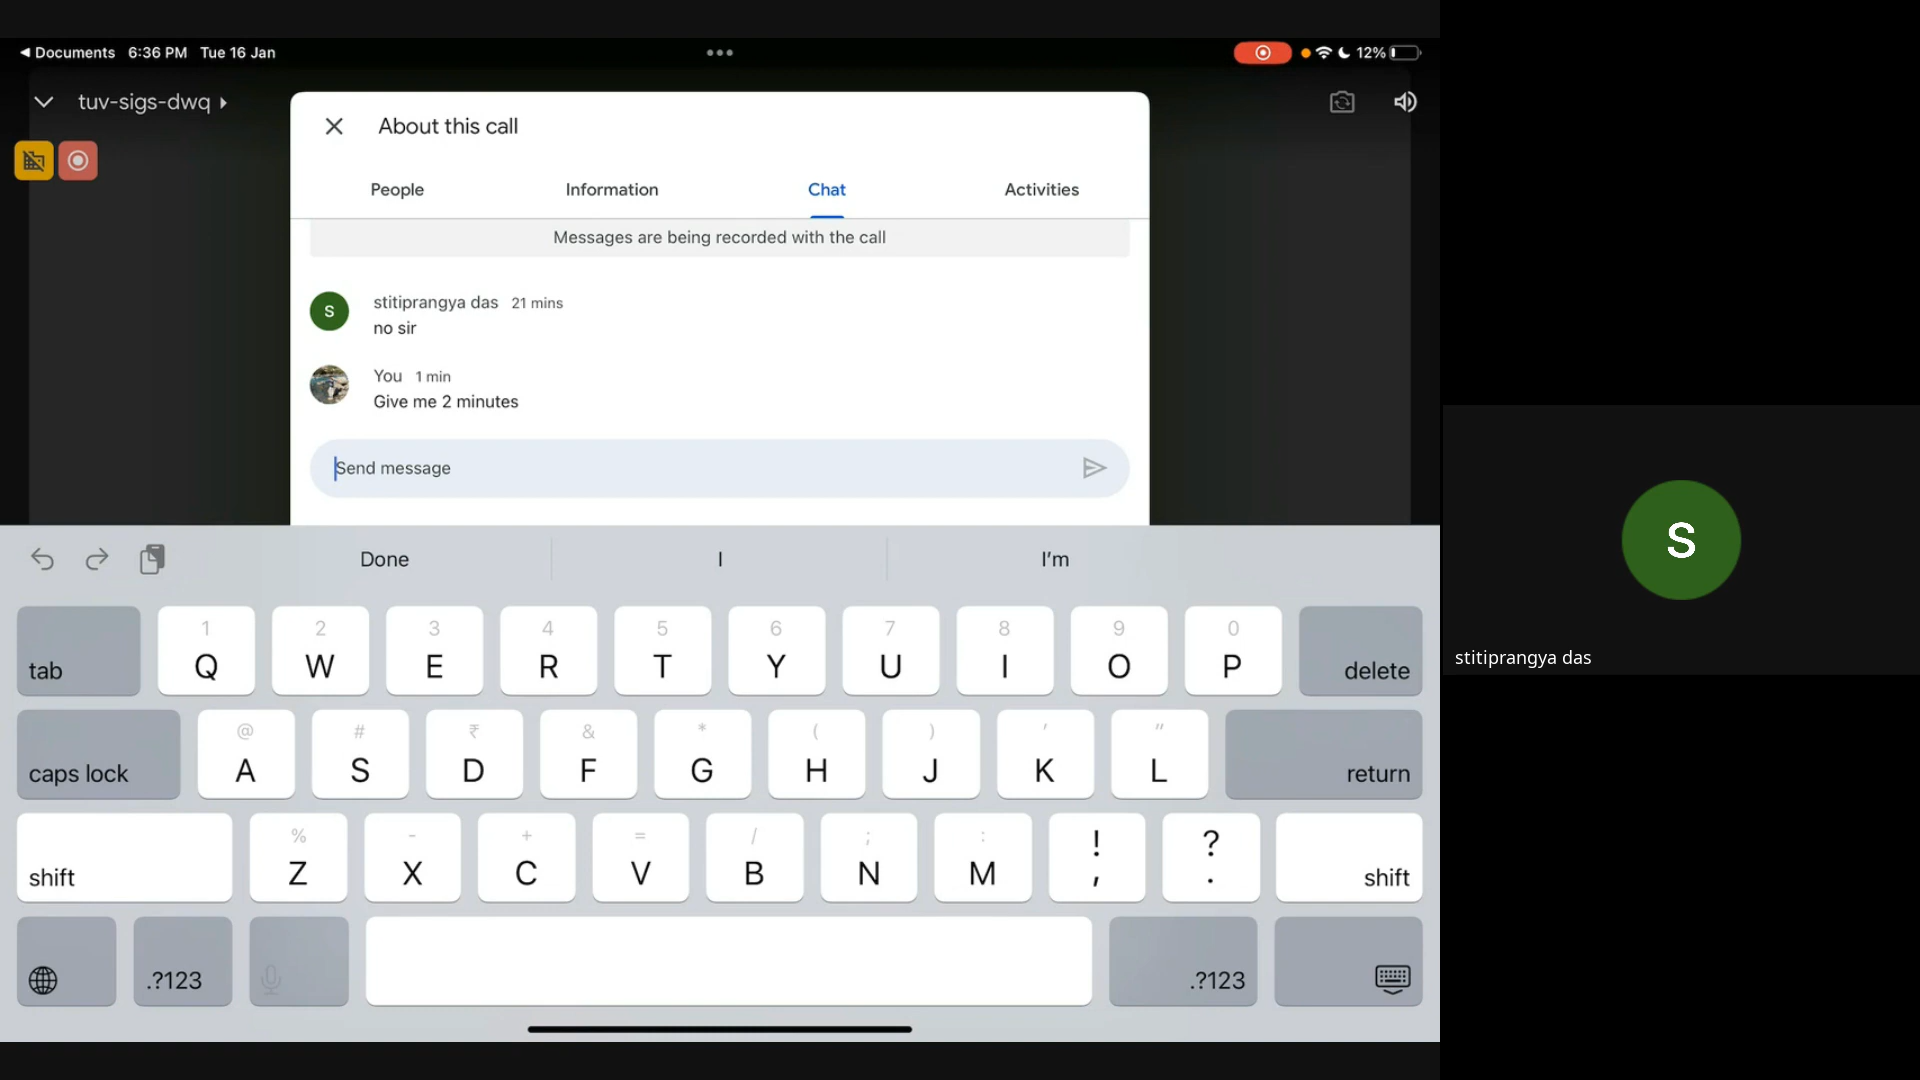 Documents 6:36 PM Tue 16 Jan
12%
tuv-sigs-dwq
About this call
People Information Chat Activities
Messages are being recorded with the call
S
stitiprangya das 21 mins
no sir
You 1 min
Give me 2 minutes
Send message
Done I I'm
1 2 3 4 5 6 7 8 9 0
tab Q W E R T Y U I O P delete
@ # ₹ & * ( ) ' "
caps lock A S D F G H J K L return
% - + = / ; : ! ?
shift Z X C V B N M , . shift
.?123 .?123
S
stitiprangya das